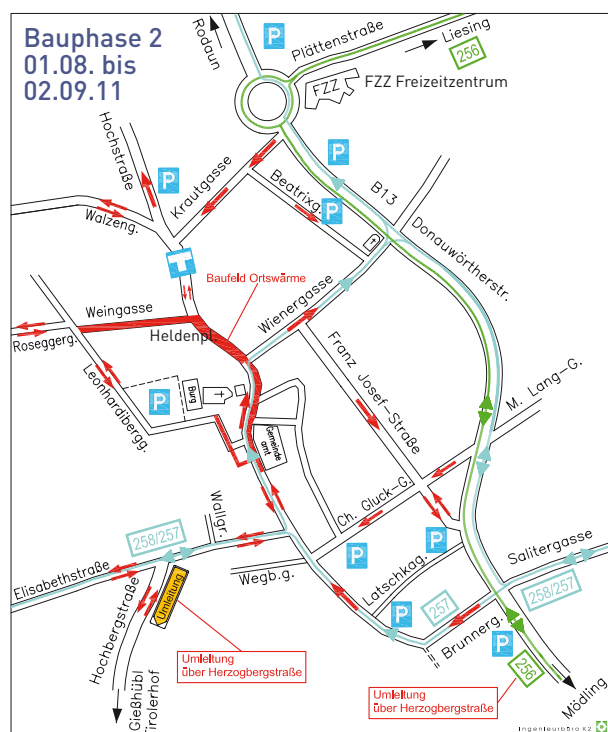 Bauphase 2
01.08. bis
02.09.11
Rodaun
P
Plättenstraße
Liesing
256
FZZ
FZZ Freizeitzentrum
Hochstraße
P
Krautgasse
Beatrixg.
P
P
B13
Walzeng.
Donauwörtherstr.
Baufeld Ortswärme
Wienergasse
Weingasse
Heldenpl.
Roseggerg.
Franz Josef-Straße
Leonhardibergg.
P
Burg
M. Lang-G.
Gemeinde
amt
Ch. Gluck-G.
Wallgr.
258/257
P
P
Salitergasse
Elisabethstraße
Wegb.g.
Latschkag.
257
258/257
Umleitung
Hochbergstraße
P
Brunnerg.
P
Umleitung
über Herzogbergstraße
Umleitung
über Herzogbergstraße
256
Gießhübl
Tirolerhof
Mödling
Ingenieurbüro K2